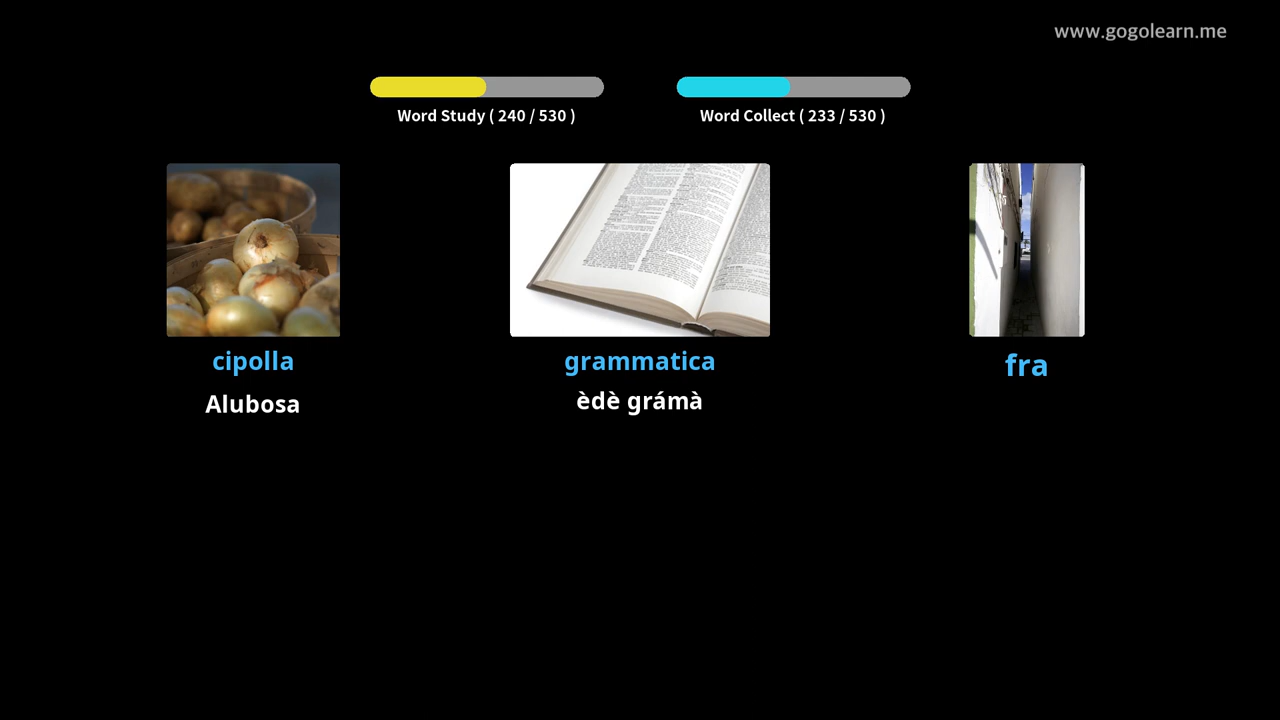 www.gogolearn.me
Word Study ( 240 / 530 )
Word Collect ( 233 / 530 )
cipolla
grammatica
fra
Alubosa
èdè grámà